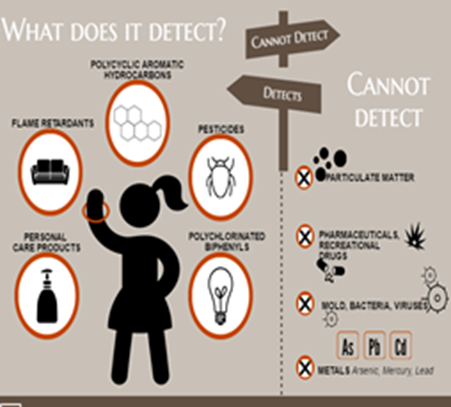 WHAT DOES IT DETECT?
CANNOT DETECT
DETECTS
CANNOT
DETECT
POLYCYCLIC AROMATIC
HYDROCARBONS
FLAME RETARDANTS
PESTICIDES
PERSONAL
CARE PRODUCTS
POLYCHLORINATED
BIPHENYLS
PARTICULATE MATTER
PHARMACEUTICALS,
RECREATIONAL
DRUGS
MOLD, BACTERIA, VIRUSES
As Pb Cd
METALS Arsenic, Mercury, Lead